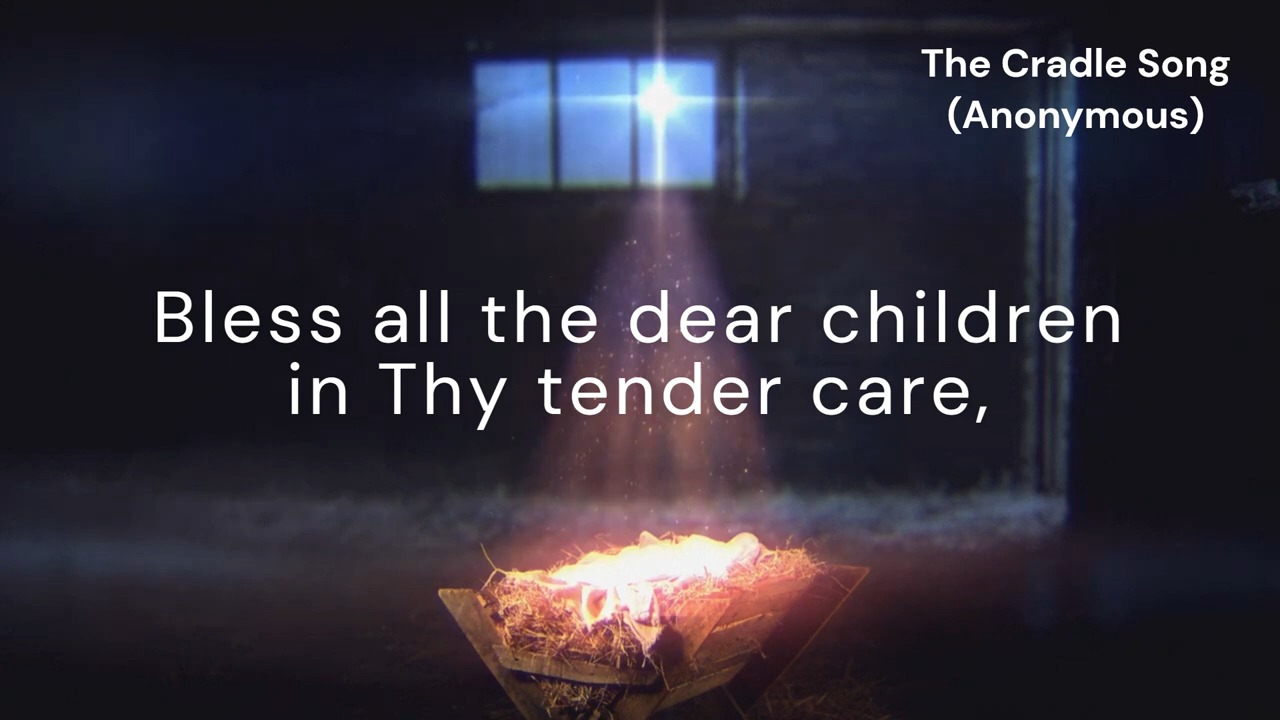 The Cradle Song
(Anonymous)
Bless all the dear children
in Thy tender care,